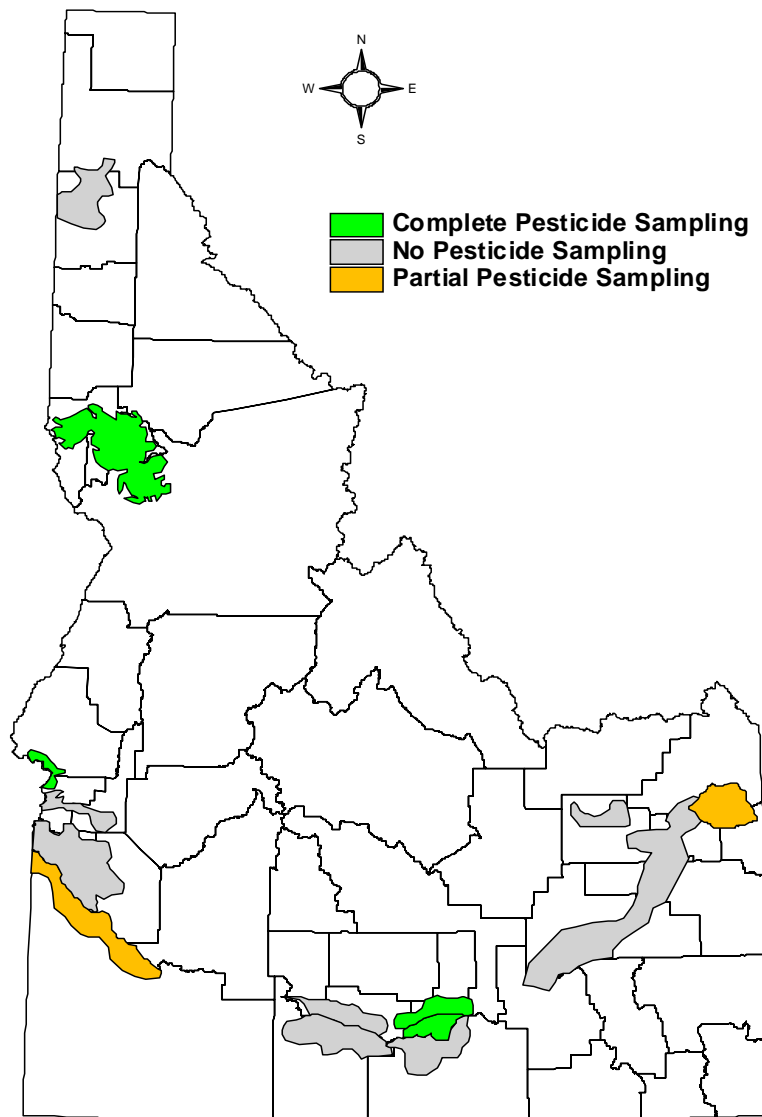 N
W E
S
Complete Pesticide Sampling
No Pesticide Sampling
Partial Pesticide Sampling